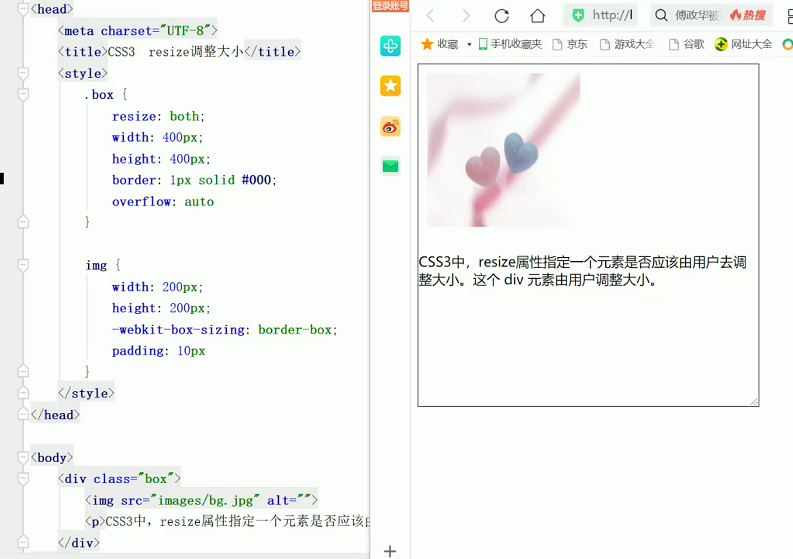 <head>
<meta charset="UTF-8">
<title>CSS3 resize调整大小</title>
<style>
.box {
resize: both;
width: 400px;
height: 400px;
border: 1px solid #000;
overflow: auto
}
img {
width: 200px;
height: 200px;
-webkit-box-sizing: border-box;
padding: 10px
}
</style>
</head>
<body>
<div class="box">
<img src="images/bg.jpg" alt="">
<p>CSS3中，resize属性指定一个元素是否应该由
</div>
登录账号
http://l
傅政华被
热搜
收藏
手机收藏夹
京东
游戏大全
谷歌
网址大全
CSS3中，resize属性指定一个元素是否应该由用户去调
整大小。这个 div 元素由用户调整大小。